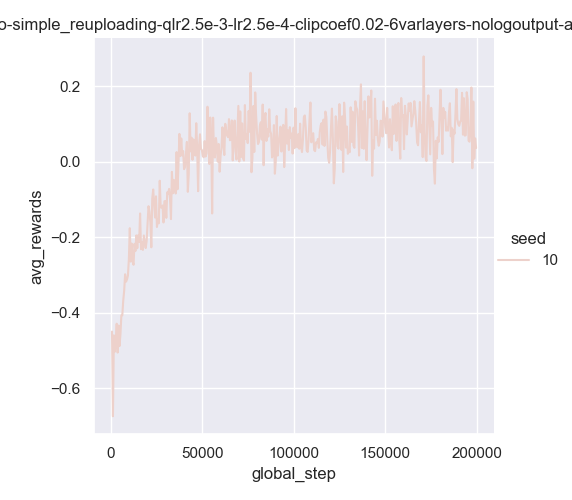 o-simple_reuploading-qlr2.5e-3-lr2.5e-4-clipcoef0.02-6varlayers-nologoutput-a
0.2
0.0
−0.2
−0.4
−0.6
avg_rewards
0
50000
100000
150000
200000
global_step
seed
10